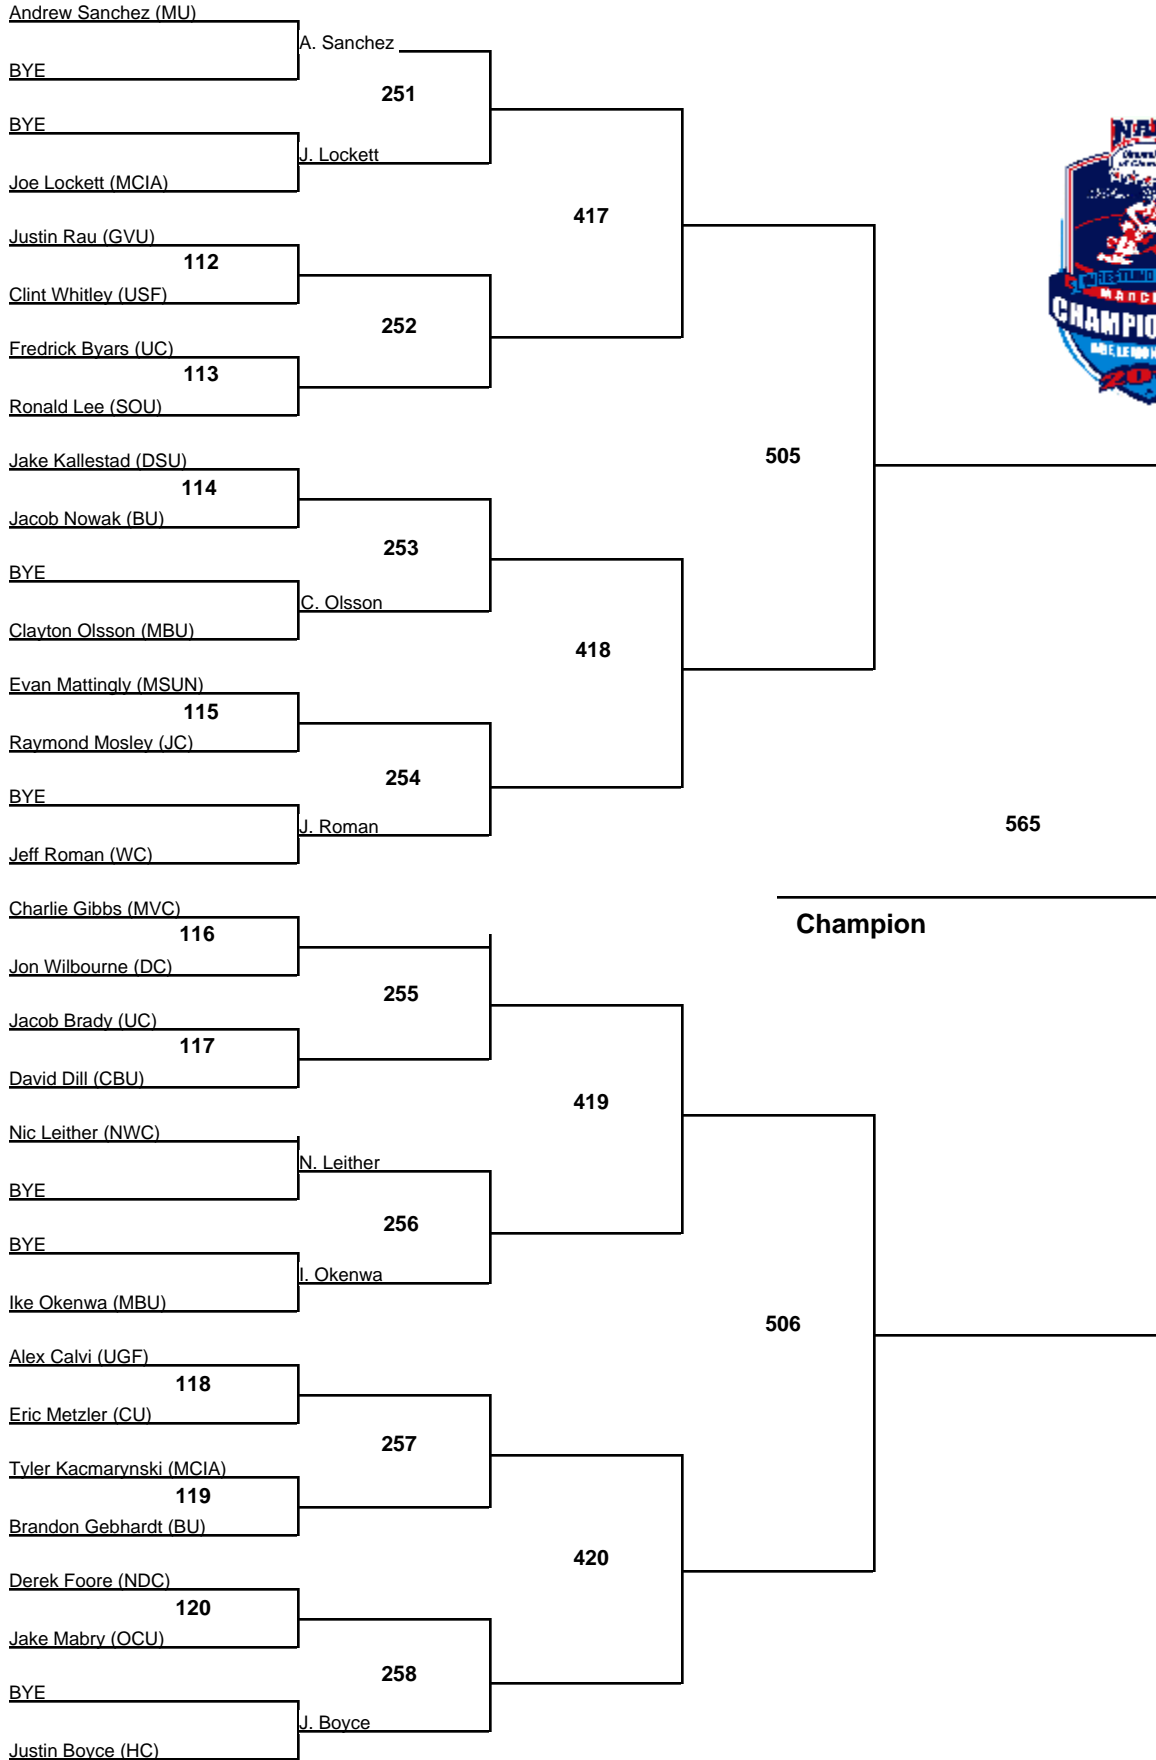 Andrew Sanchez (MU)
A. Sanchez
BYE
251
BYE
J. Lockett
Joe Lockett (MCIA)
417
Justin Rau (GVU)
112
Clint Whitley (USF)
252
Fredrick Byars (UC)
113
Ronald Lee (SOU)
505
Jake Kallestad (DSU)
114
Jacob Nowak (BU)
253
BYE
C. Olsson
Clayton Olsson (MBU)
418
Evan Mattingly (MSUN)
115
Raymond Mosley (JC)
254
BYE
J. Roman
565
Jeff Roman (WC)
Charlie Gibbs (MVC)
Champion
116
Jon Wilbourne (DC)
255
Jacob Brady (UC)
117
David Dill (CBU)
419
Nic Leither (NWC)
N. Leither
BYE
256
BYE
I. Okenwa
Ike Okenwa (MBU)
506
Alex Calvi (UGF)
118
Eric Metzler (CU)
257
Tyler Kacmarynski (MCIA)
119
Brandon Gebhardt (BU)
420
Derek Foore (NDC)
120
Jake Mabry (OCU)
258
BYE
J. Boyce
Justin Boyce (HC)